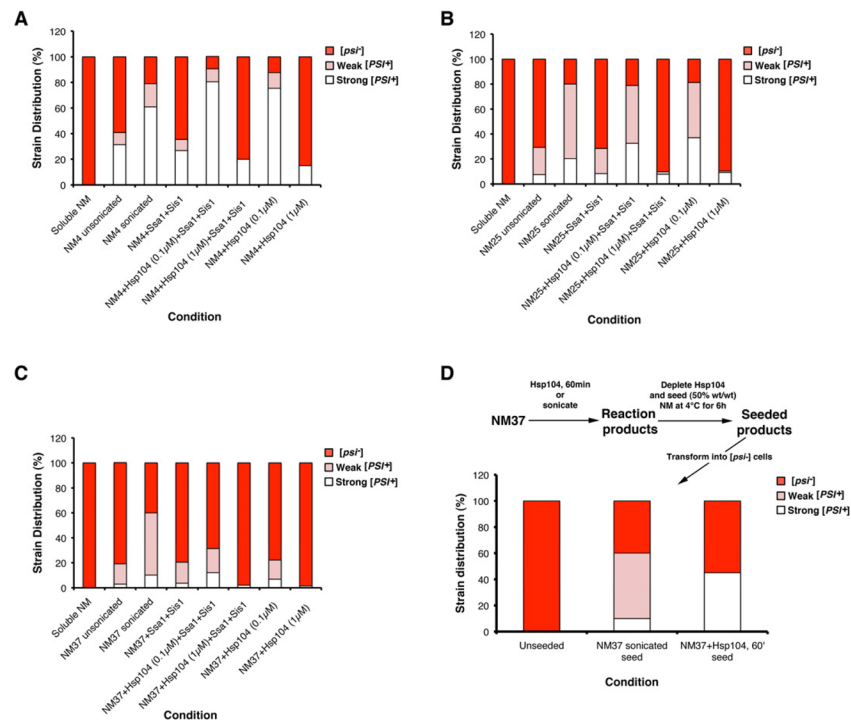 A
120
100
80
60
40
20
0
Strain Distribution (%)
[psi-]
Weak [PSI+]
Strong [PSI+]
Soluble NM
NM4 unsonicated
NM4 sonicated
NM4+Ssa1+Sis1
NM4+Hsp104 (0.1µM)+Ssa1+Sis1
NM4+Hsp104 (1µM)+Ssa1+Sis1
NM4+Hsp104 (0.1µM)
NM4+Hsp104 (1µM)
Condition
B
120
100
80
60
40
20
0
Strain Distribution (%)
[psi-]
Weak [PSI+]
Strong [PSI+]
Soluble NM
NM25 unsonicated
NM25 sonicated
NM25+Ssa1+Sis1
NM25+Hsp104 (0.1µM)+Ssa1+Sis1
NM25+Hsp104 (1µM)+Ssa1+Sis1
NM25+Hsp104 (0.1µM)
NM25+Hsp104 (1µM)
Condition
C
120
100
80
60
40
20
0
Strain Distribution (%)
[psi-]
Weak [PSI+]
Strong [PSI+]
Soluble NM
NM37 unsonicated
NM37 sonicated
NM37+Ssa1+Sis1
NM37+Hsp104 (0.1µM)+Ssa1+Sis1
NM37+Hsp104 (1µM)+Ssa1+Sis1
NM37+Hsp104 (0.1µM)
NM37+Hsp104 (1µM)
Condition
D
NM37
Hsp104, 60min
or
sonicate
Reaction
products
Deplete Hsp104
and seed (50% wt/wt)
NM at 4°C for 6h
Seeded
products
Transform into [psi-] cells
120
100
80
60
40
20
0
Strain distribution (%)
[psi-]
Weak [PSI+]
Strong [PSI+]
Unseeded
NM37 sonicated
seed
NM37+Hsp104, 60'
seed
Condition